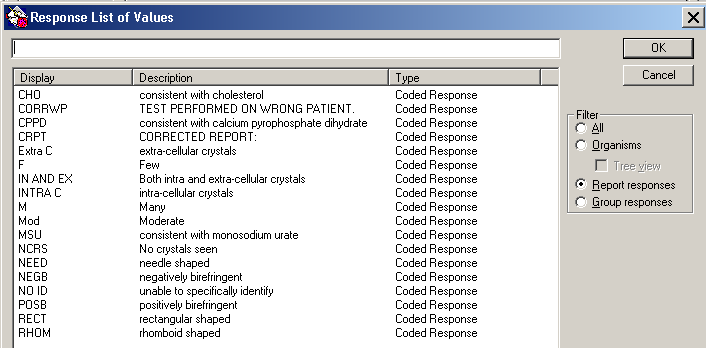 Response List of Values
OK
Cancel
Display Description Type
CHO consistent with cholesterol Coded Response
CORRWP TEST PERFORMED ON WRONG PATIENT. Coded Response
CPPD consistent with calcium pyrophosphate dihydrate Coded Response
CRPT CORRECTED REPORT: Coded Response
Extra C extra-cellular crystals Coded Response
F Few Coded Response
IN AND EX Both intra and extra-cellular crystals Coded Response
INTRA C intra-cellular crystals Coded Response
M Many Coded Response
Mod Moderate Coded Response
MSU consistent with monosodium urate Coded Response
NCRS No crystals seen Coded Response
NEED needle shaped Coded Response
NEGB negatively birefringent Coded Response
NO ID unable to specifically identify Coded Response
POSB positively birefringent Coded Response
RECT rectangular shaped Coded Response
RHOM rhomboid shaped Coded Response
Filter
All
Organisms
Tree view
Report responses
Group responses